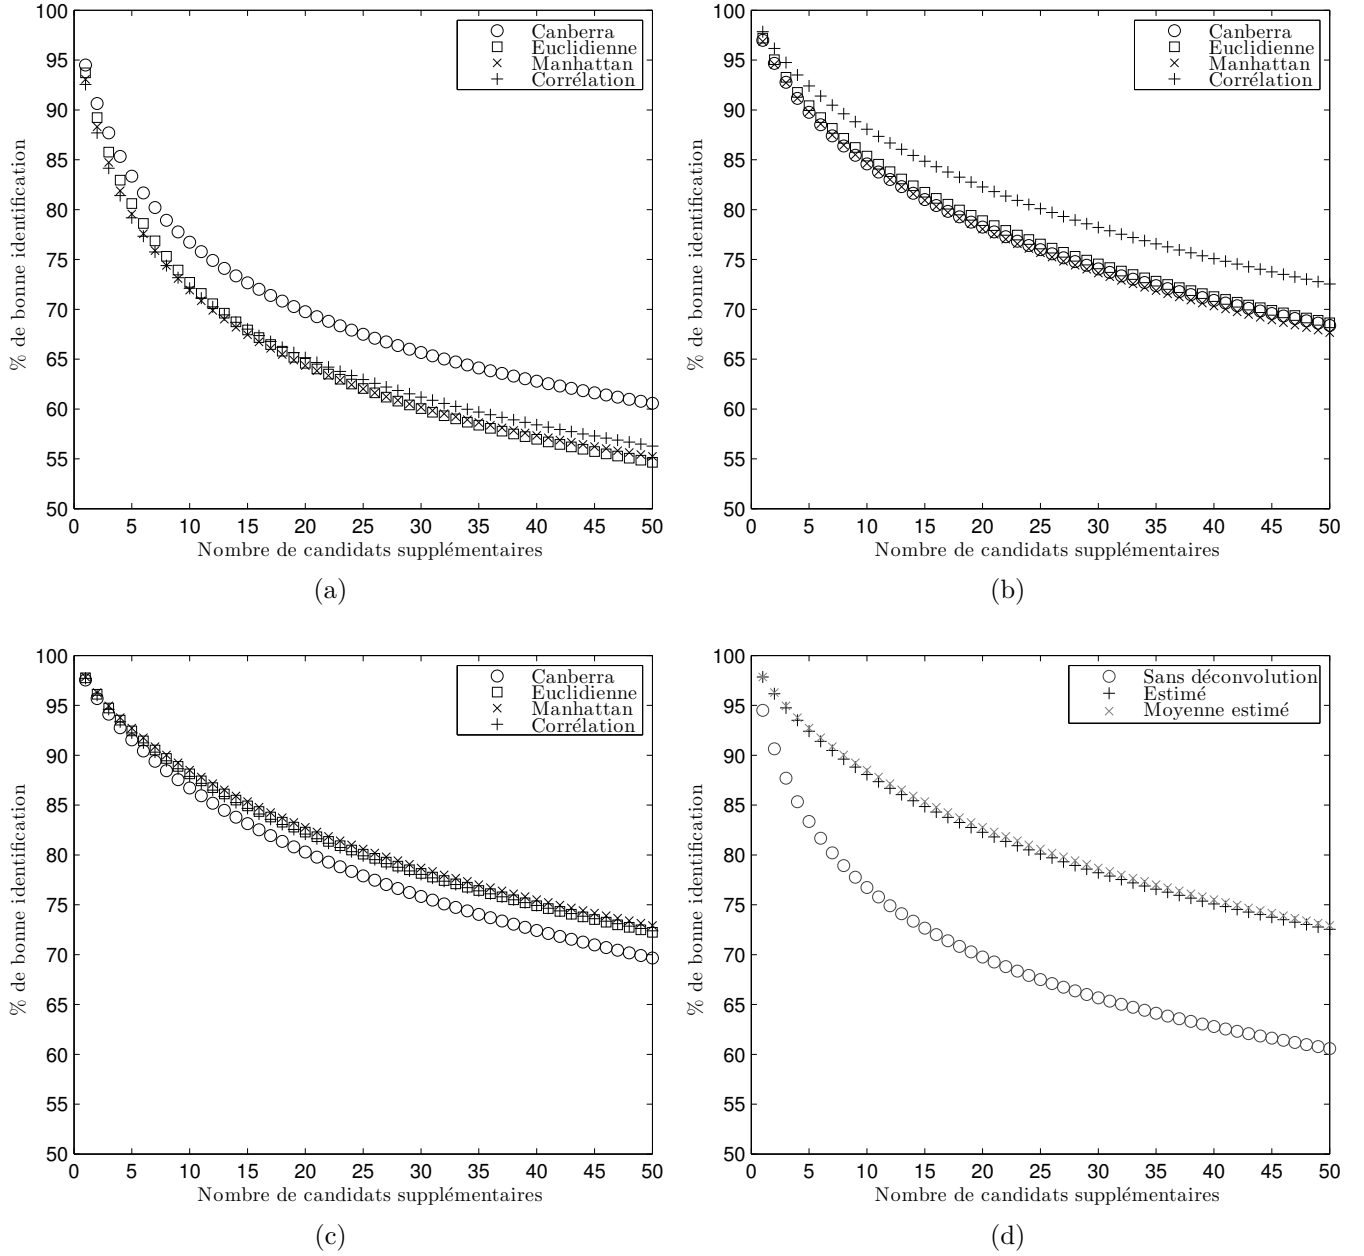 100
95
90
85
80
75
70
65
60
55
50
0 5 10 15 20 25 30 35 40 45 50
% de bonne identification
Nombre de candidats supplémentaires
Canberra
Euclidienne
Manhattan
Corrélation
(a)
100
95
90
85
80
75
70
65
60
55
50
0 5 10 15 20 25 30 35 40 45 50
% de bonne identification
Nombre de candidats supplémentaires
Canberra
Euclidienne
Manhattan
Corrélation
(b)
100
95
90
85
80
75
70
65
60
55
50
0 5 10 15 20 25 30 35 40 45 50
% de bonne identification
Nombre de candidats supplémentaires
Canberra
Euclidienne
Manhattan
Corrélation
(c)
100
95
90
85
80
75
70
65
60
55
50
0 5 10 15 20 25 30 35 40 45 50
% de bonne identification
Nombre de candidats supplémentaires
Sans déconvolution
Estimé
Moyenne estimé
(d)